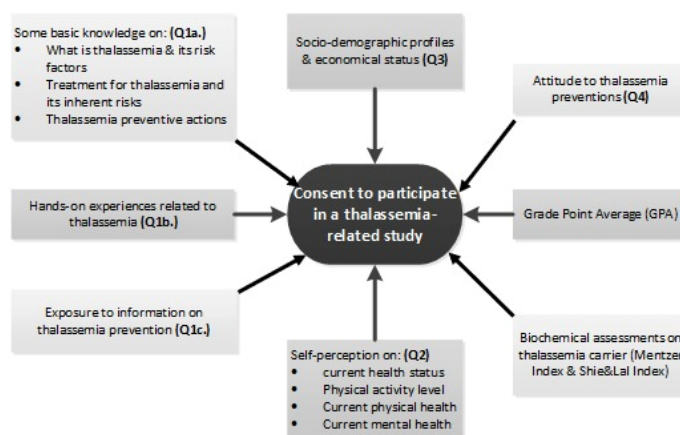 Some basic knowledge on: (Q1a.)
• What is thalassemia & its risk
factors
• Treatment for thalassemia and
its inherent risks
• Thalassemia preventive actions
Socio-demographic profiles
& economical status (Q3)
Attitude to thalassemia
preventions (Q4)
Hands-on experiences related to
thalassemia (Q1b.)
Consent to participate
in a thalassemia-
related study
Grade Point Average (GPA)
Exposure to information on
thalassemia prevention (Q1c.)
Self-perception on: (Q2)
• current health status
• Physical activity level
• Current physical health
• Current mental health
Biochemical assessments on
thalassemia carrier (Mentzer
Index & Shie&Lal Index)